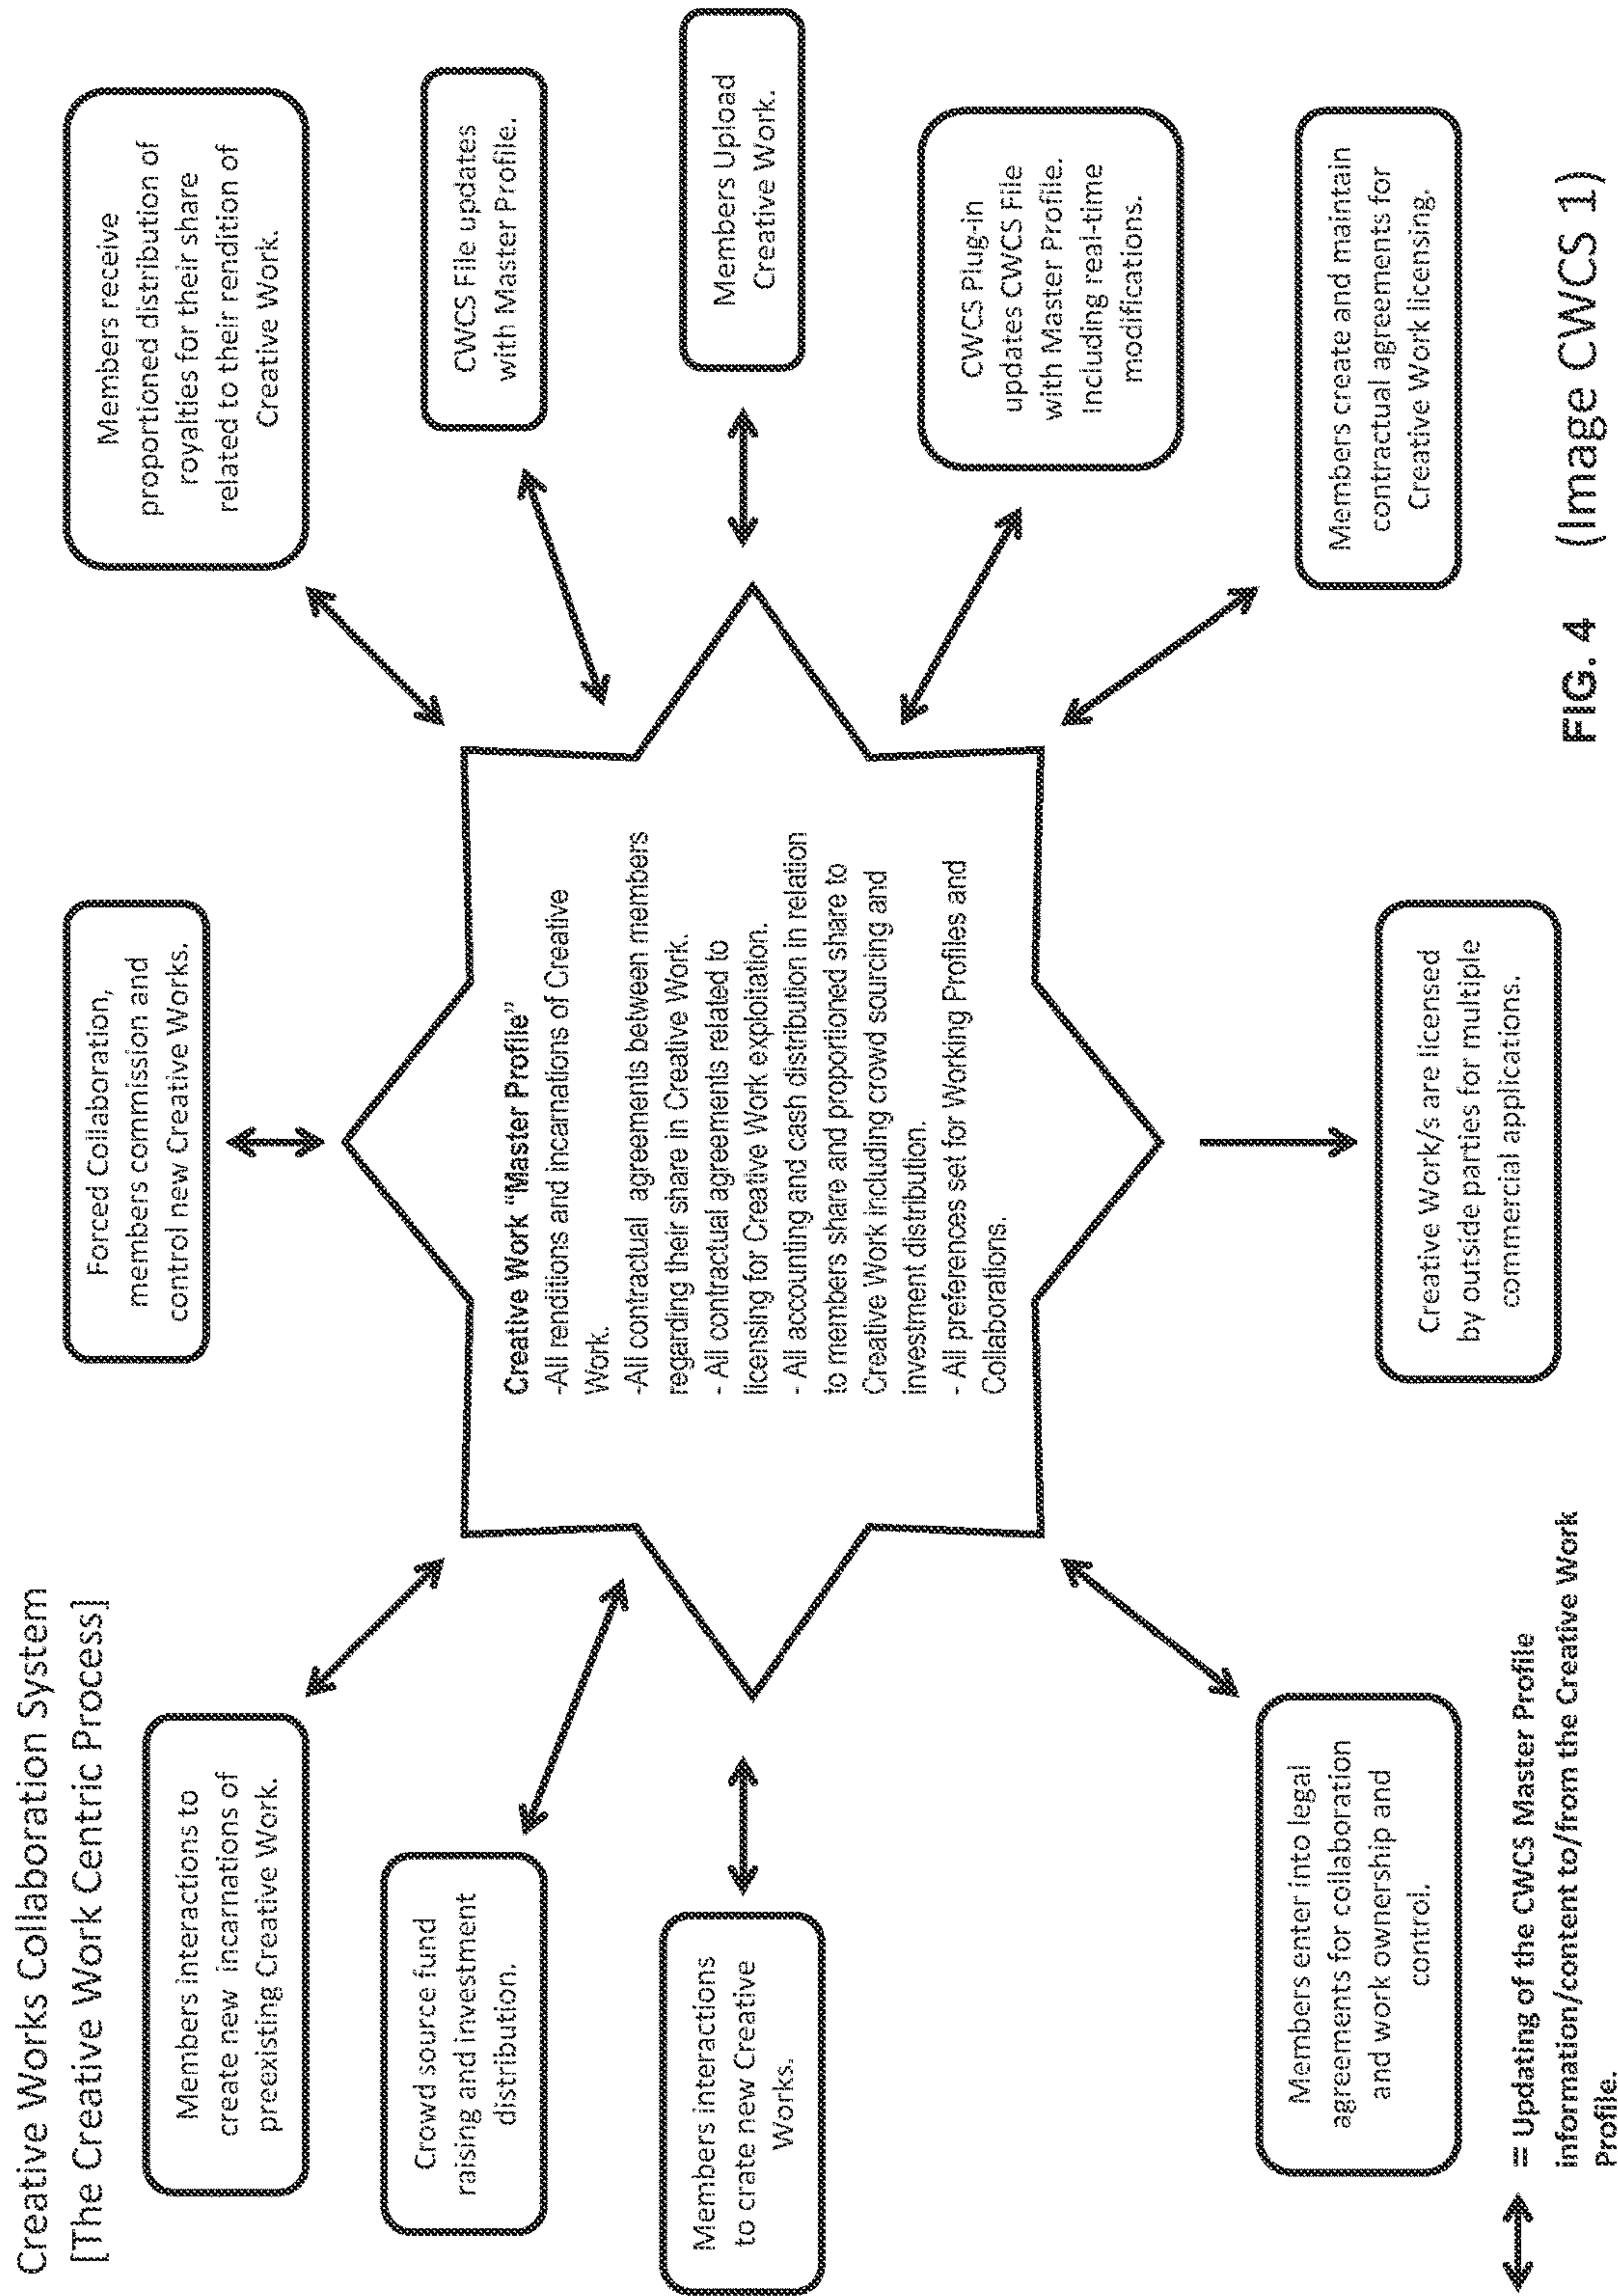 Creative Works Collaboration System
[The Creative Work Centric Process]
Members interactions to
create new incarnations of
preexisting Creative Work.
Crowd source fund
raising and investment
distribution.
Members interactions
to crate new Creative
Works.
Members enter into legal
agreements for collaboration
and work ownership and
control.
Forced Collaboration,
members commission and
control new Creative Works.
Creative Work “Master Profile”
-All renditions and incarnations of Creative
Work.
-All contractual agreements between members
regarding their share in Creative Work.
- All contractual agreements related to
licensing for Creative Work exploitation.
- All accounting and cash distribution in relation
to members share and proportioned share to
Creative Work including crowd sourcing and
investment distribution.
- All preferences set for Working Profiles and
Collaborations.
Creative Work/s are licensed
by outside parties for multiple
commercial applications.
Members receive
proportioned distribution of
royalties for their share
related to their rendition of
Creative Work.
CWCS File updates
with Master Profile.
Members Upload
Creative Work.
CWCS Plug-in
updates CWCS File
with Master Profile.
Including real-time
modifications.
Members create and maintain
contractual agreements for
Creative Work licensing.
= Updating of the CWCS Master Profile
information/content to/from the Creative Work
Profile.
FIG. 4 (Image CWCS 1)